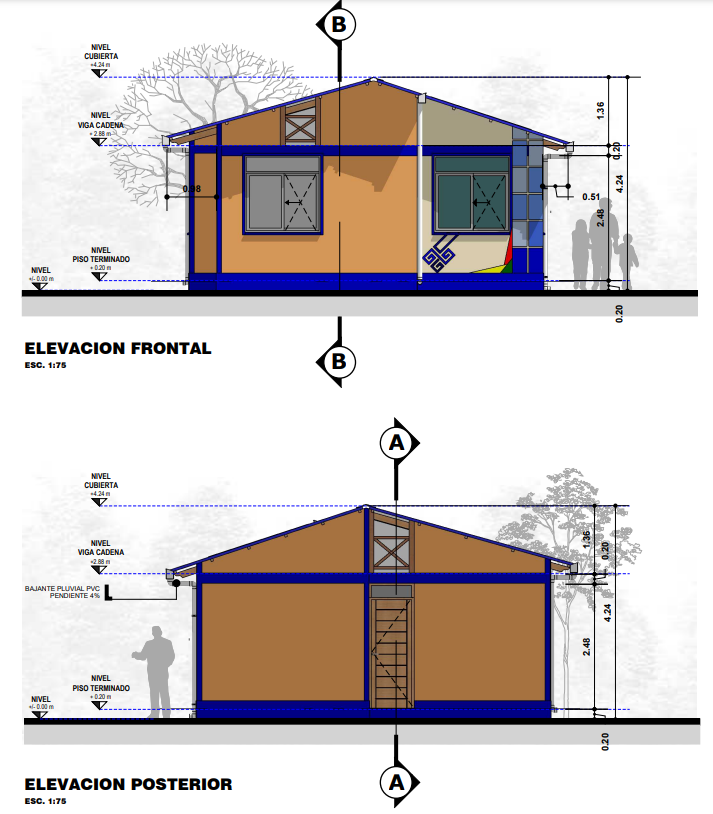 B
NIVEL
CUBIERTA
+4.24 m
NIVEL
VIGA CADENA
+ 2.88 m
1.36
0.20
4.24
0.98
0.51
2.48
NIVEL
PISO TERMINADO
+ 0.20 m
NIVEL
+/- 0.00 m
0.20
ELEVACION FRONTAL
ESC. 1:75
B
A
NIVEL
CUBIERTA
+4.24 m
NIVEL
VIGA CADENA
+2.88 m
1.36
0.20
BAJANTE PLUVIAL PVC
PENDIENTE 4%
4.24
2.48
NIVEL
PISO TERMINADO
+ 0.20 m
NIVEL
+/- 0.00 m
0.20
ELEVACION POSTERIOR
ESC. 1:75
A